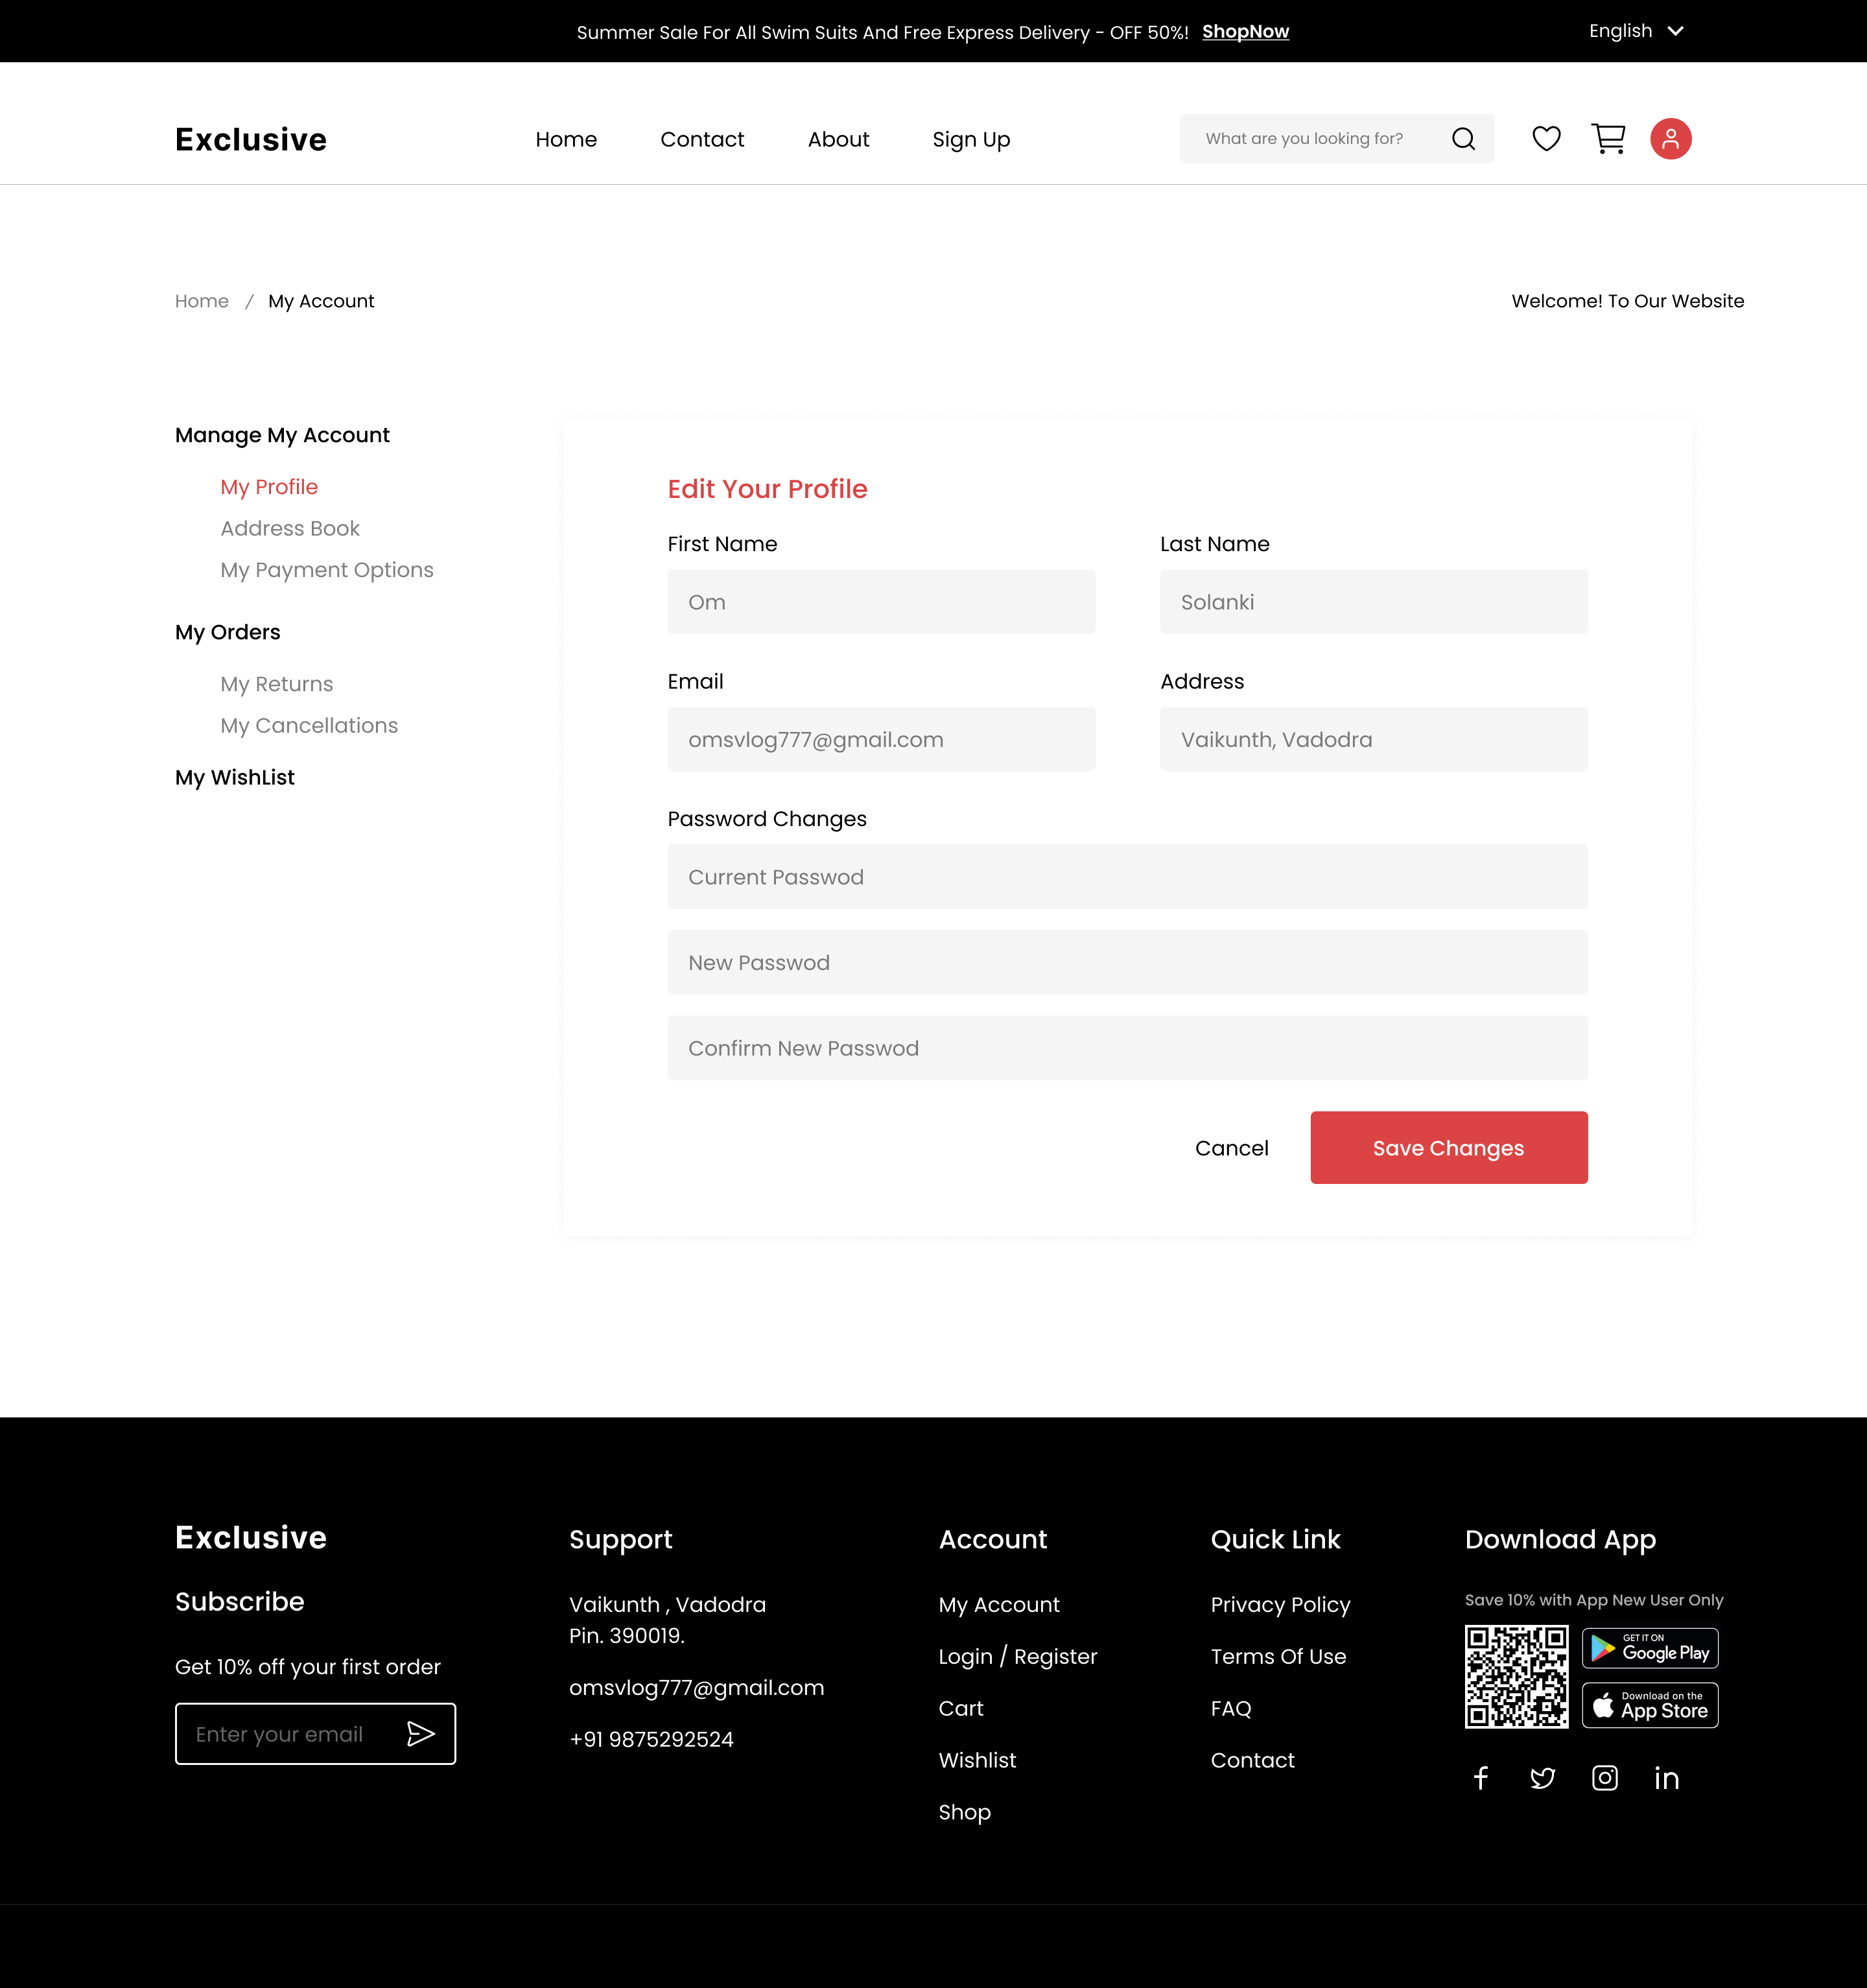 Summer Sale For All Swim Suits And Free Express Delivery - OFF 50%! ShopNow
English
Exclusive
Home
Contact
About
Sign Up
What are you looking for?
Home / My Account
Welcome! To Our Website
Manage My Account
My Profile
Address Book
My Payment Options
My Orders
My Returns
My Cancellations
My WishList
Edit Your Profile
First Name
Last Name
Om
Solanki
Email
Address
omsvlog777@gmail.com
Vaikunth, Vadodra
Password Changes
Current Passwod
New Passwod
Confirm New Passwod
Cancel
Save Changes
Exclusive
Subscribe
Get 10% off your first order
Enter your email
Support
Vaikunth , Vadodra
Pin. 390019.
omsvlog777@gmail.com
+91 9875292524
Account
My Account
Login / Register
Cart
Wishlist
Shop
Quick Link
Privacy Policy
Terms Of Use
FAQ
Contact
Download App
Save 10% with App New User Only
GET IT ON
Google Play
Download on the
App Store